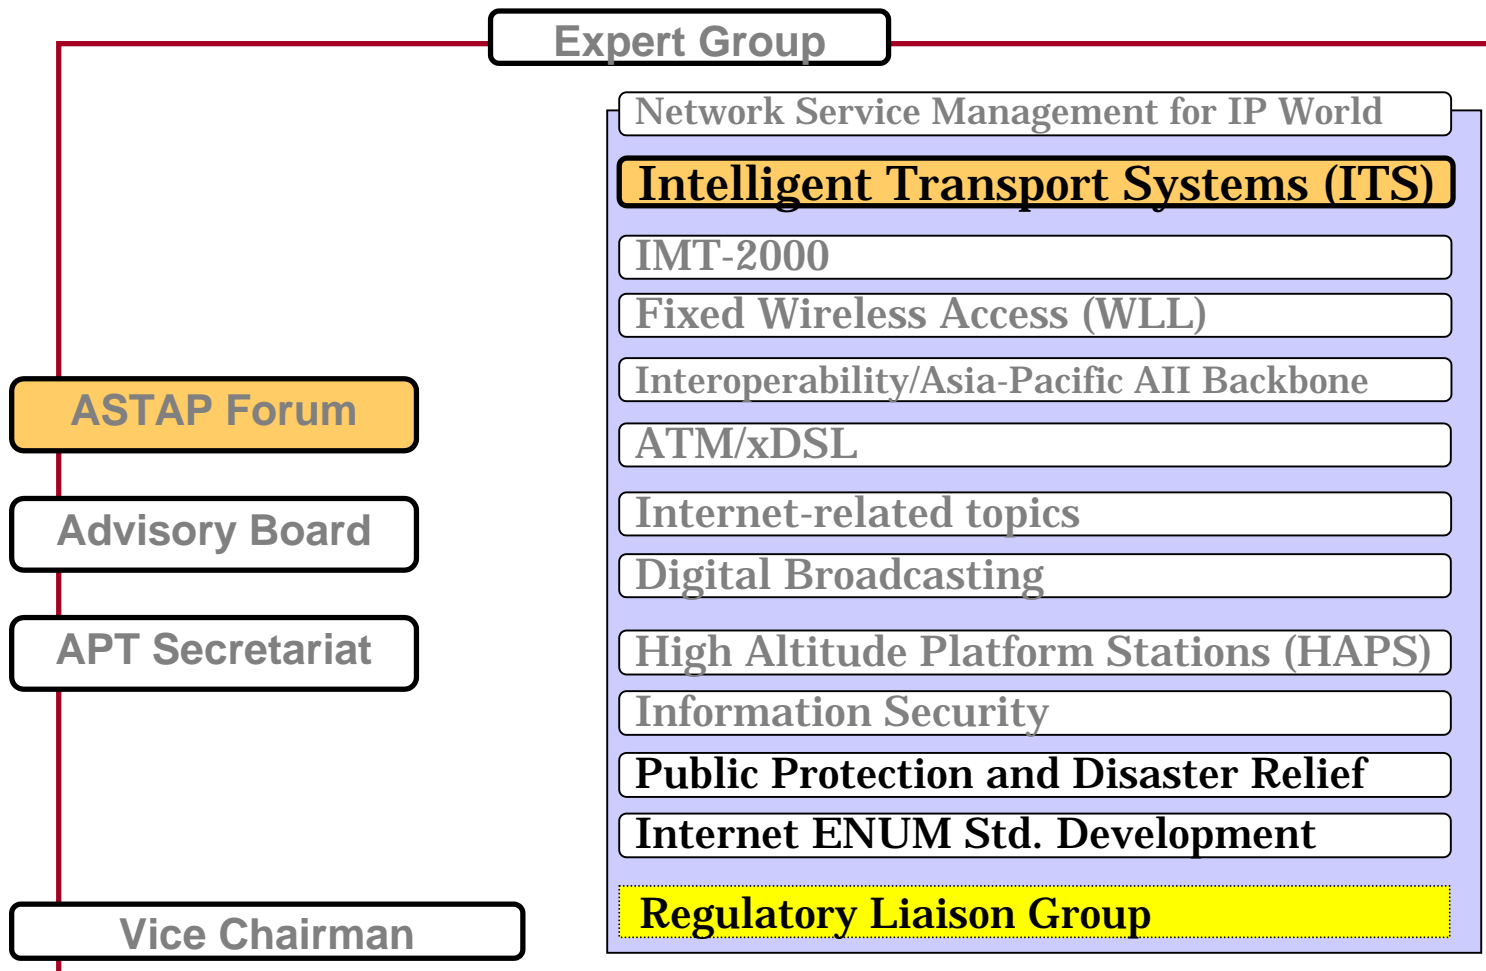 Expert Group
Network Service Management for IP World
Intelligent Transport Systems (ITS)
IMT-2000
Fixed Wireless Access (WLL)
Interoperability/Asia-Pacific AII Backbone
ASTAP Forum
ATM/xDSL
Internet-related topics
Advisory Board
Digital Broadcasting
APT Secretariat
High Altitude Platform Stations (HAPS)
Information Security
Public Protection and Disaster Relief
Internet ENUM Std. Development
Regulatory Liaison Group
Vice Chairman